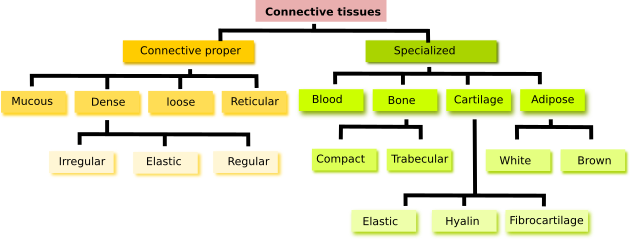 Connective tissues
Connective proper
Specialized
Mucous
Dense
loose
Reticular
Blood
Bone
Cartilage
Adipose
Irregular
Elastic
Regular
Compact
Trabecular
White
Brown
Elastic
Hyalin
Fibrocartilage